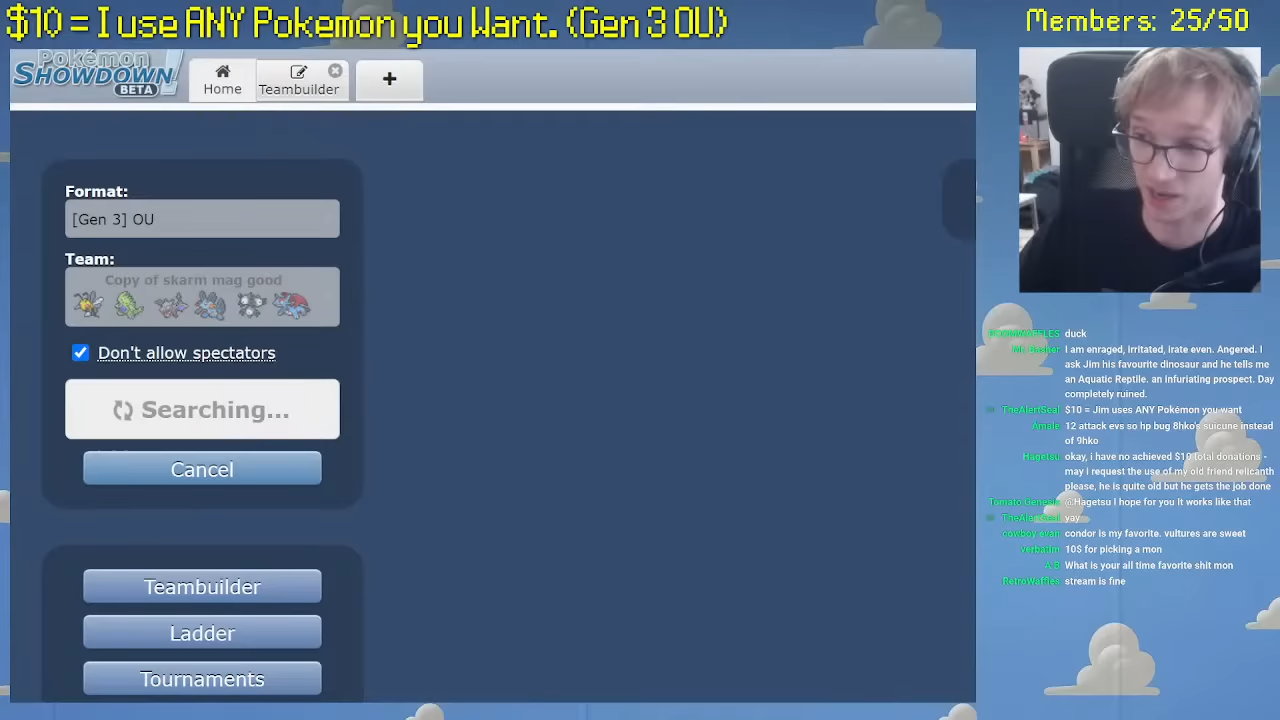 $10 = I use ANY Pokemon you Want. (Gen 3 OU)
Members: 25/50
Pokémon
SHOWDOWN!
BETA
Home
Teambuilder
+
Format:
[Gen 3] OU
Team:
Copy of skarm mag good
Don't allow spectators
Searching...
Cancel
Teambuilder
Ladder
Tournaments
duck
I am enraged, irritated, irate even. Angered. I
ask Jim his favourite dinosaur and he tells me
an Aquatic Reptile. an infuriating prospect. Day
completely ruined.
TheAlertSeal $10 = Jim uses ANY Pokémon you want
12 attack evs so hp bug 8hko's suicune instead
of 9hko
Hagetsu okay, i have no achieved $10 total donations -
may I request the use of my old friend relicanth
please, he is quite old but he gets the job done
Tomato Genesis @Hagetsu I hope for you It works like that
TheAlertSeal yay
cowboy evan condor is my favorite. vultures are sweet
verbatim 10$ for picking a mon
A B What is your all time favorite shit mon
RetroWaffles stream is fine